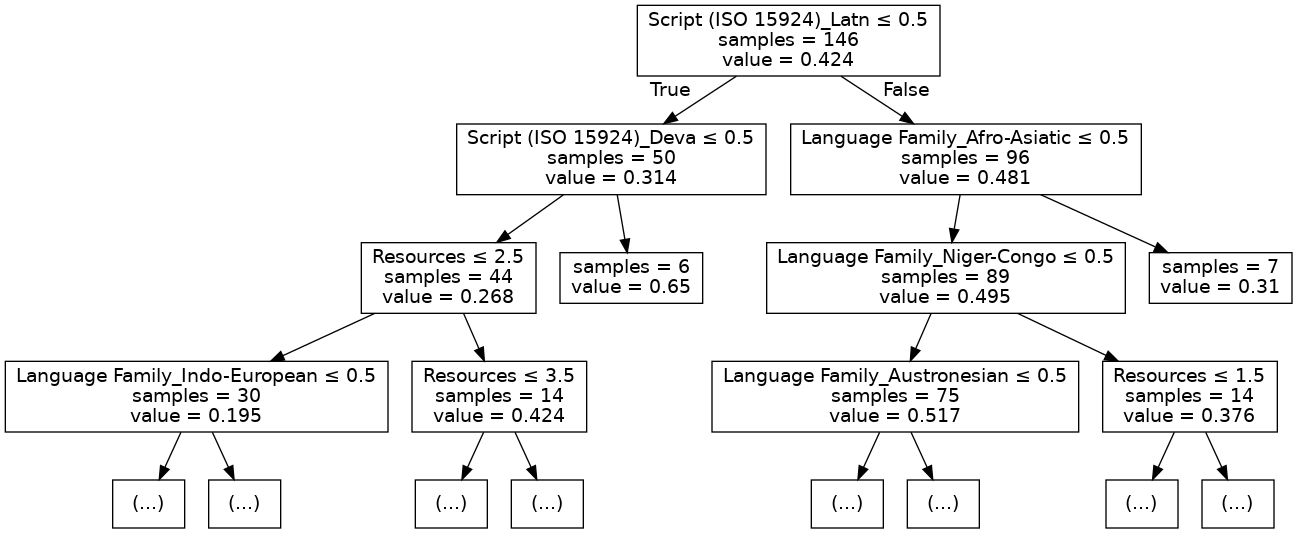 Script (ISO 15924)_Latn ≤ 0.5
samples = 146
value = 0.424
True
False
Script (ISO 15924)_Deva ≤ 0.5
samples = 50
value = 0.314
Language Family_Afro-Asiatic ≤ 0.5
samples = 96
value = 0.481
Resources ≤ 2.5
samples = 44
value = 0.268
samples = 6
value = 0.65
Language Family_Niger-Congo ≤ 0.5
samples = 89
value = 0.495
samples = 7
value = 0.31
Language Family_Indo-European ≤ 0.5
samples = 30
value = 0.195
Resources ≤ 3.5
samples = 14
value = 0.424
Language Family_Austronesian ≤ 0.5
samples = 75
value = 0.517
Resources ≤ 1.5
samples = 14
value = 0.376
(...)
(...)
(...)
(...)
(...)
(...)
(...)
(...)